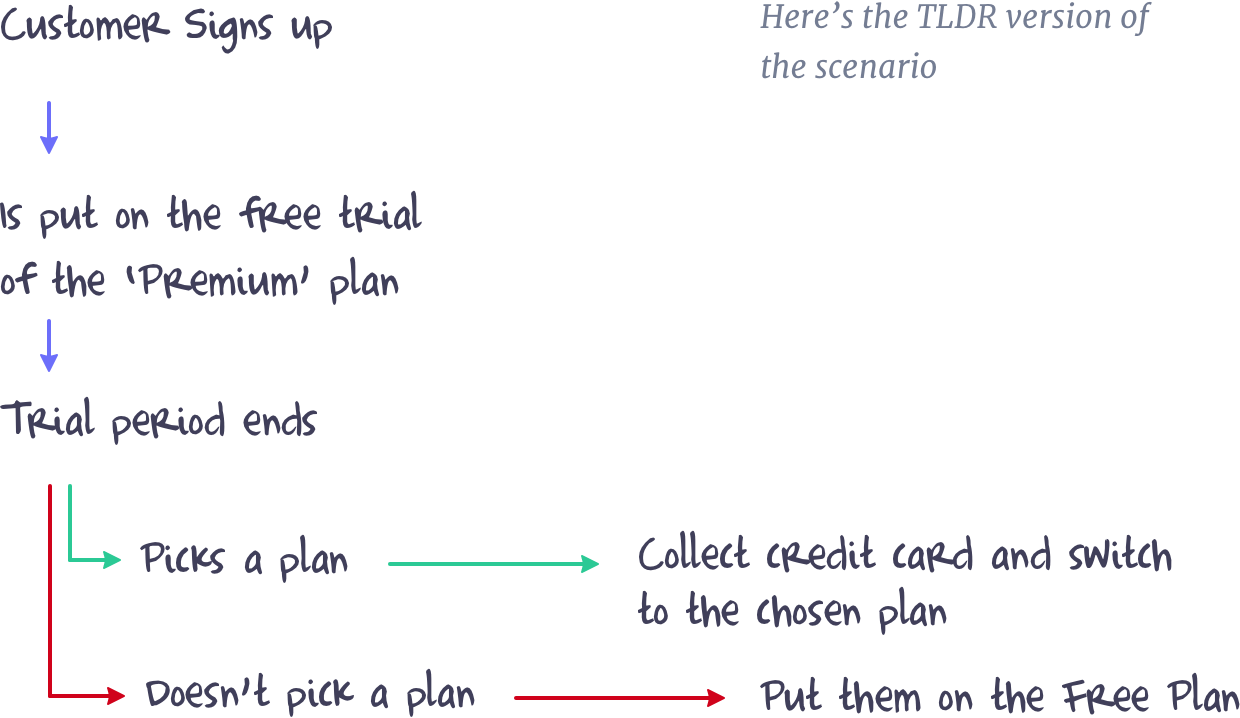 Customer Signs up
Here’s the TLDR version of
the scenario
Is put on the free trial
of the ‘Premium’ plan
Trial period ends
Picks a plan
Collect credit card and switch
to the chosen plan
Doesn’t pick a plan
Put them on the Free Plan